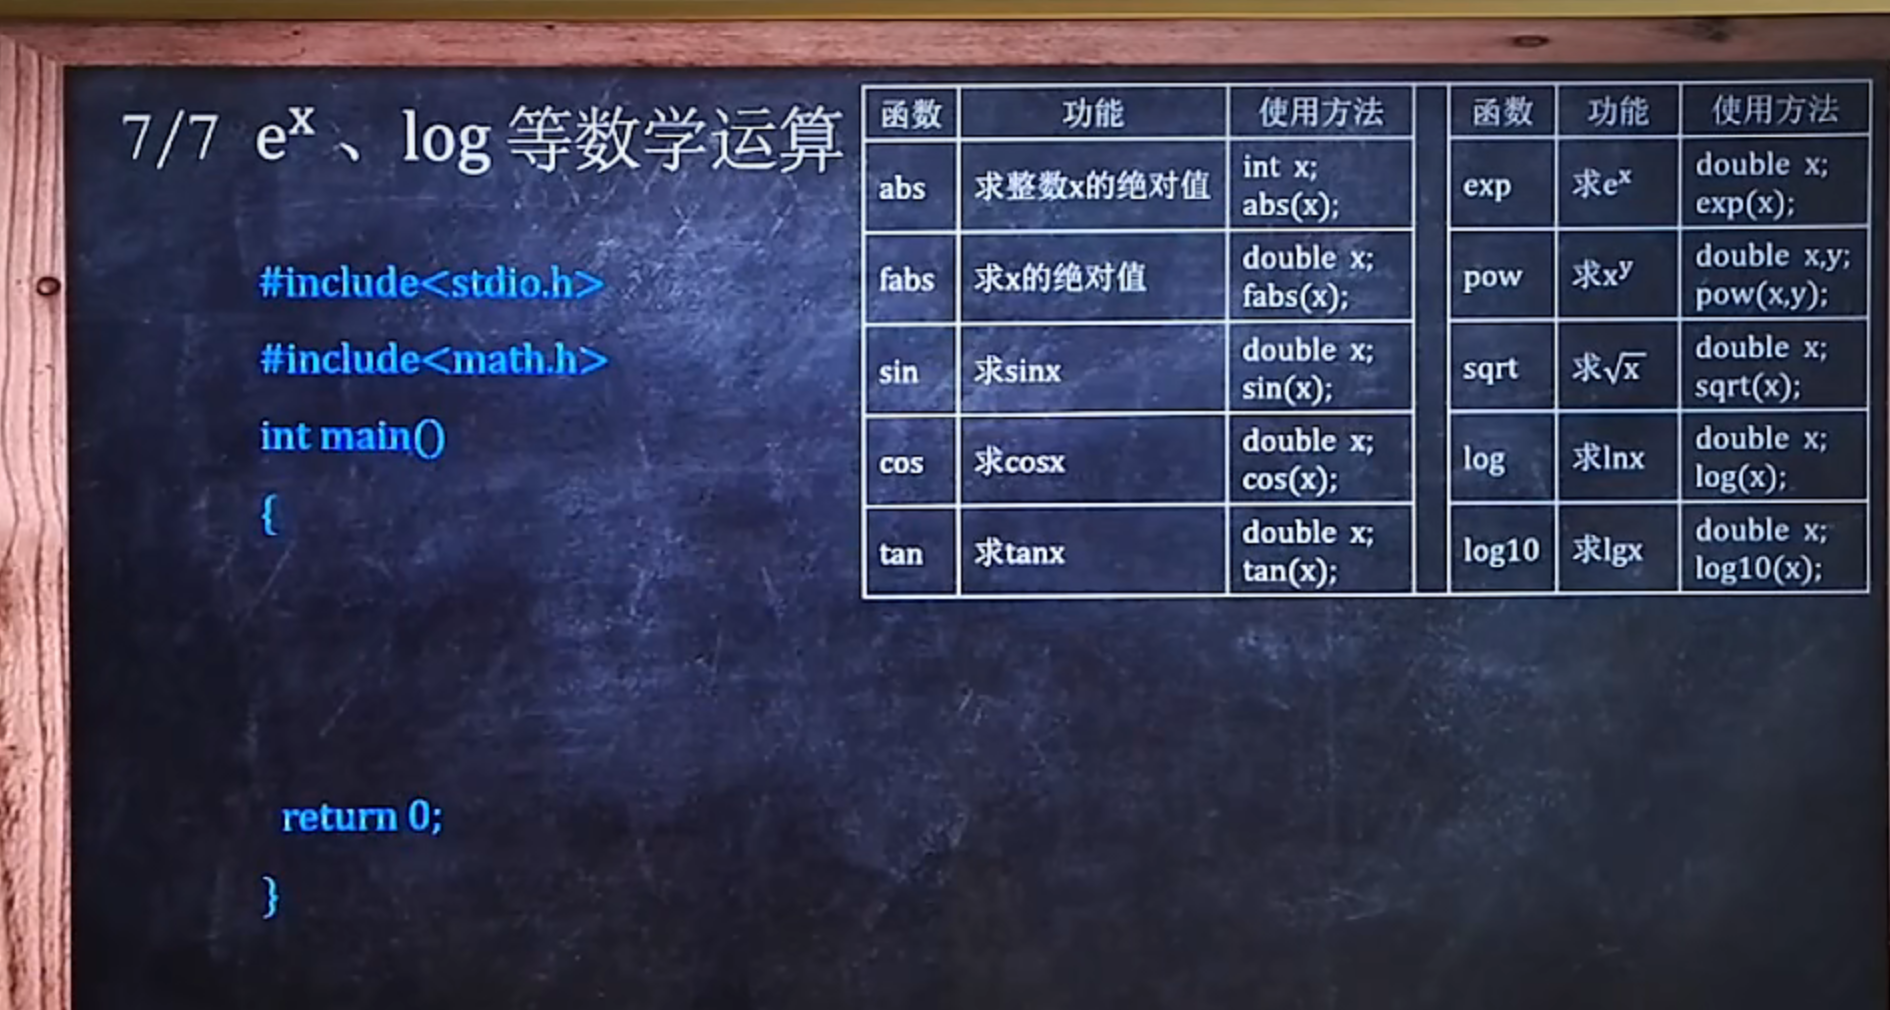 7/7 eˣ、log 等数学运算
#include<stdio.h>
#include<math.h>
int main()
{
return 0;
}
函数 功能 使用方法 函数 功能 使用方法
abs 求整数x的绝对值 int x; abs(x); exp 求eˣ double x; exp(x);
fabs 求x的绝对值 double x; fabs(x); pow 求xʸ double x,y; pow(x,y);
sin 求sinx double x; sin(x); sqrt 求√x double x; sqrt(x);
cos 求cosx double x; cos(x); log 求lnx double x; log(x);
tan 求tanx double x; tan(x); log10 求lgx double x; log10(x);